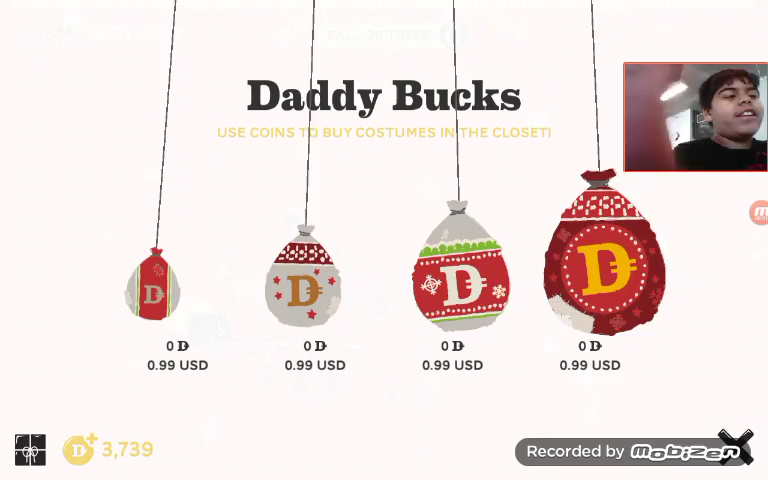 Daddy Bucks
USE COINS TO BUY COSTUMES IN THE CLOSET!
D D D D
0 D 0 D 0 D 0 D
0.99 USD 0.99 USD 0.99 USD 0.99 USD
D+ 3,739
Recorded by mobizen